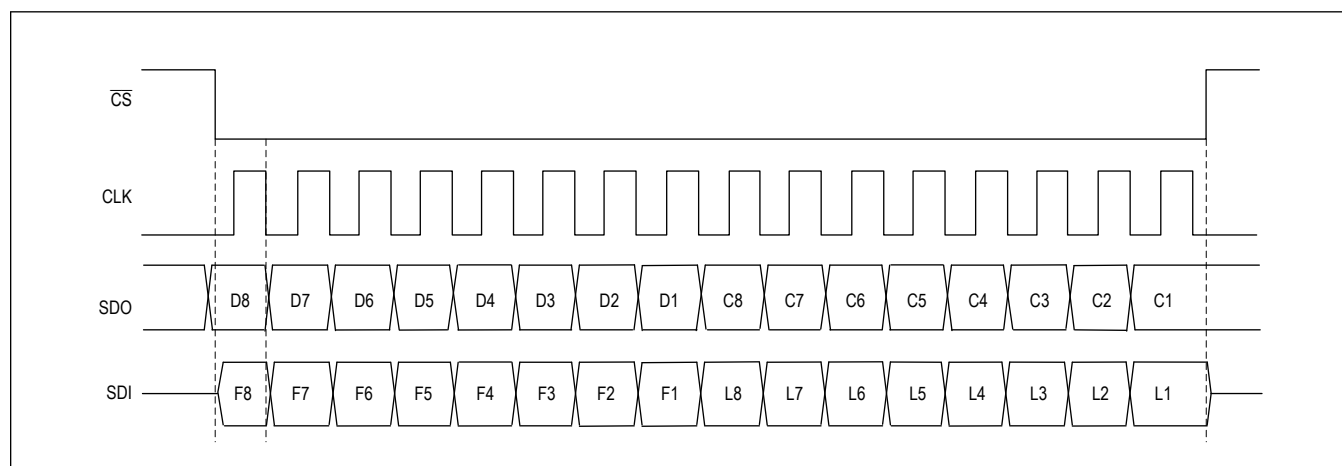 CS
CLK
SDO D8 D7 D6 D5 D4 D3 D2 D1 C8 C7 C6 C5 C4 C3 C2 C1
SDI F8 F7 F6 F5 F4 F3 F2 F1 L8 L7 L6 L5 L4 L3 L2 L1